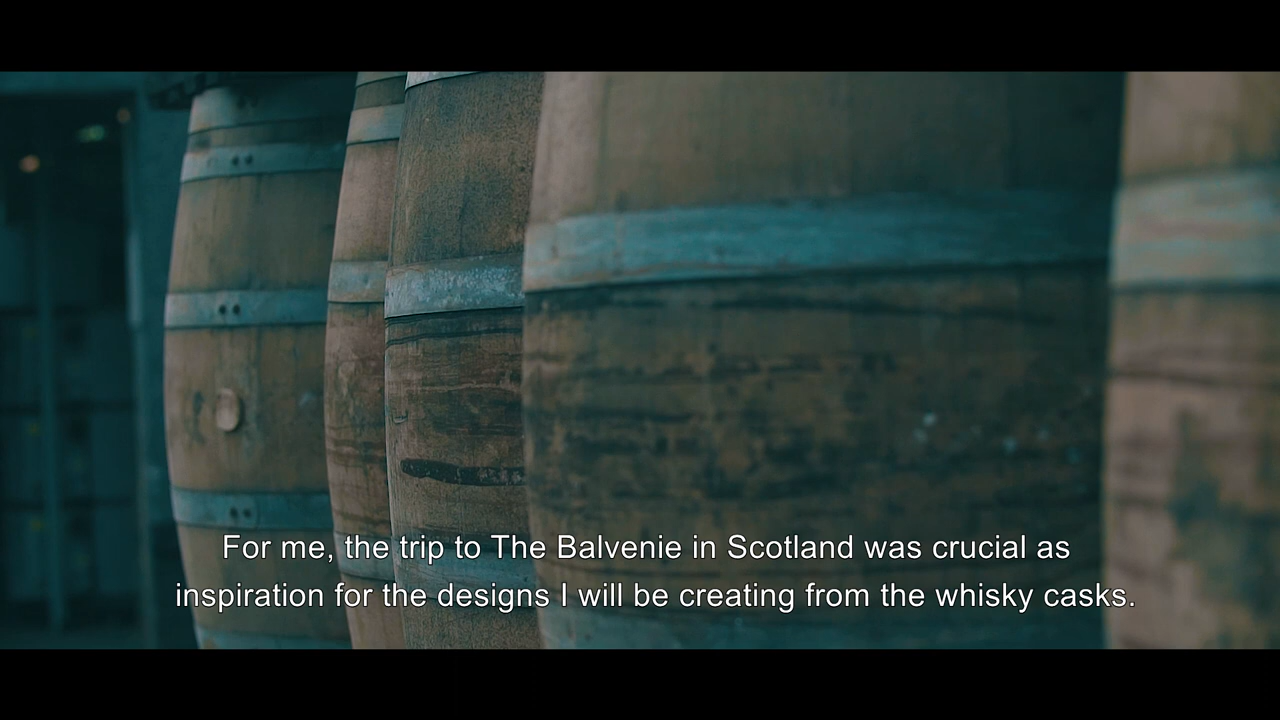 For me, the trip to The Balvenie in Scotland was crucial as
inspiration for the designs I will be creating from the whisky casks.